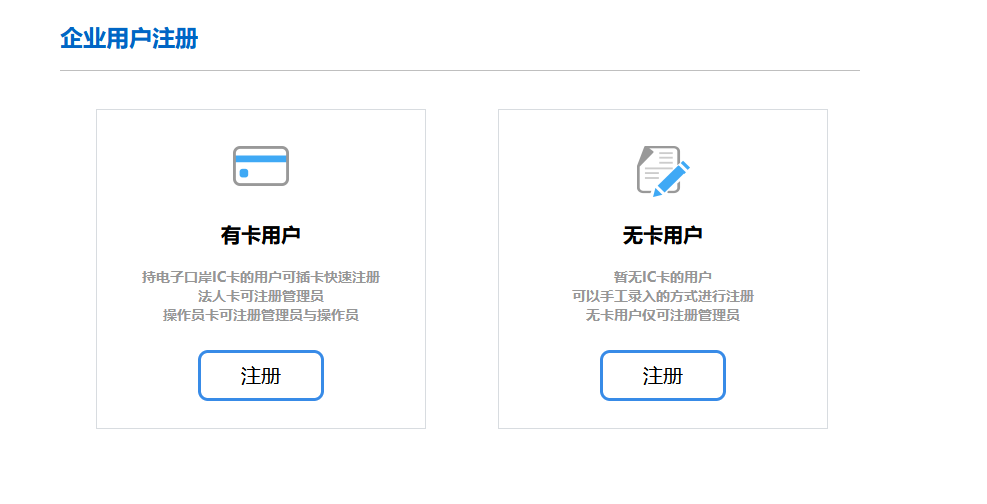 企业用户注册
有卡用户
持电子口岸IC卡的用户可插卡快速注册
法人卡可注册管理员
操作员卡可注册管理员与操作员
注册
无卡用户
暂无IC卡的用户
可以手工录入的方式进行注册
无卡用户仅可注册管理员
注册